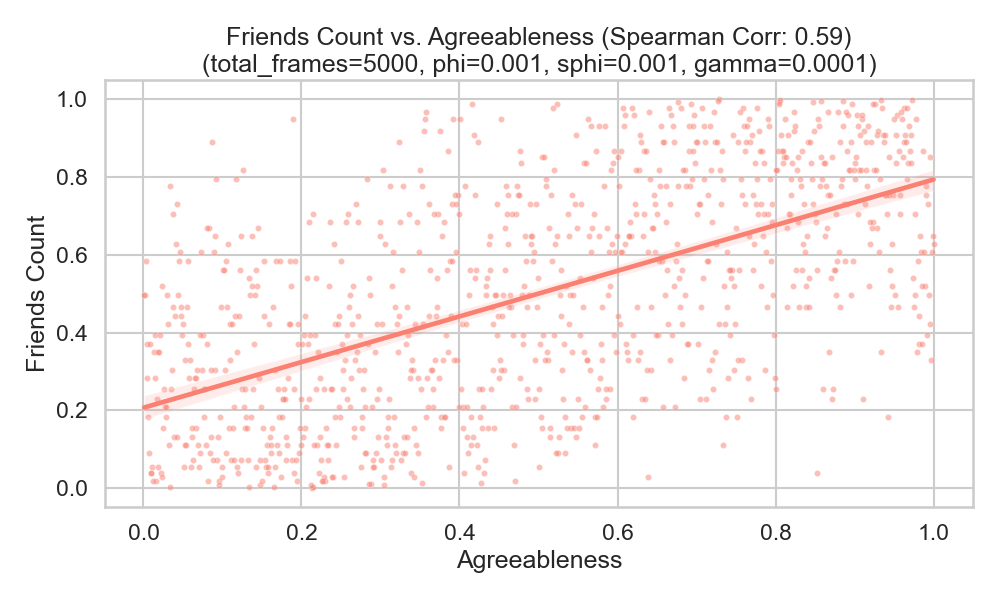 Friends Count vs. Agreeableness (Spearman Corr: 0.59)
(total_frames=5000, phi=0.001, sphi=0.001, gamma=0.0001)
1.0
0.8
0.6
0.4
0.2
0.0
Friends Count
0.0 0.2 0.4 0.6 0.8 1.0
Agreeableness